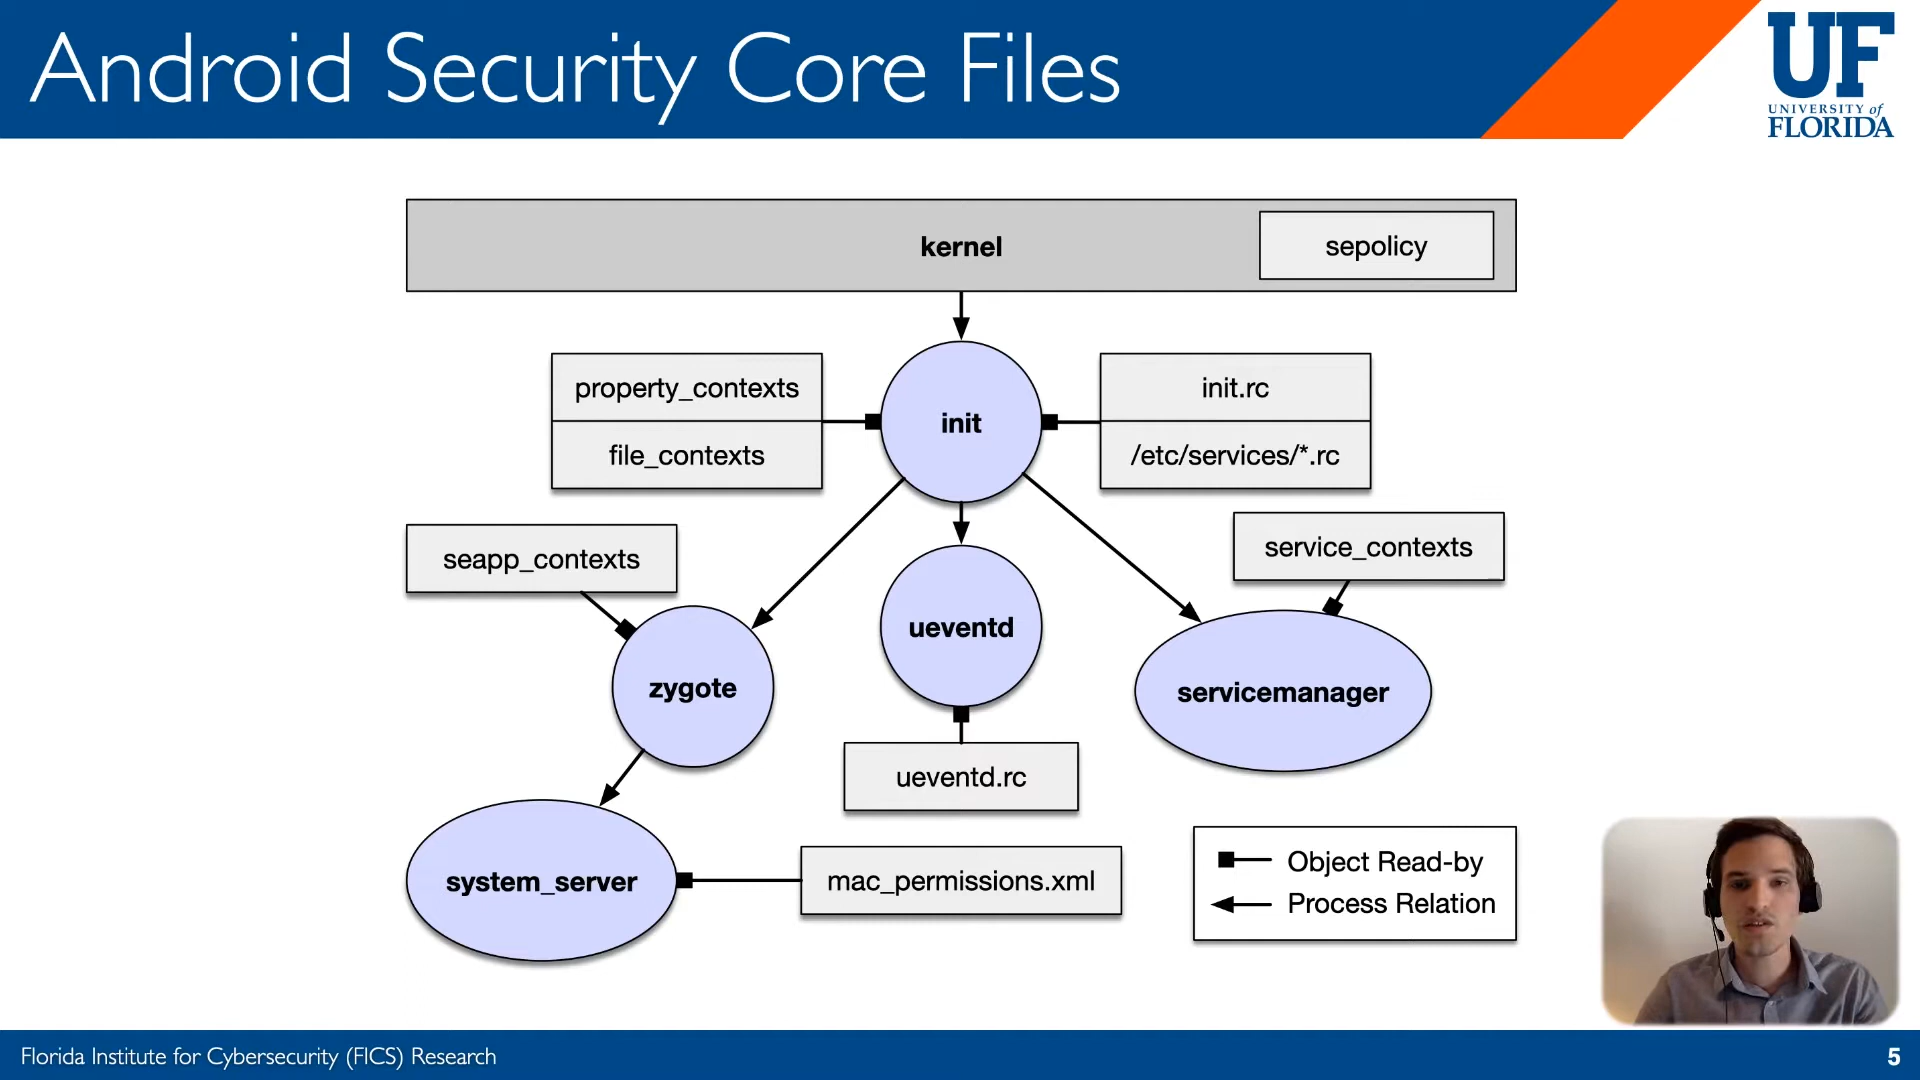 Android Security Core Files
UF
UNIVERSITY of
FLORIDA
kernel
sepolicy
property_contexts
file_contexts
init
init.rc
/etc/services/*.rc
seapp_contexts
service_contexts
zygote
ueventd
servicemanager
ueventd.rc
system_server
mac_permissions.xml
Object Read-by
Process Relation
Florida Institute for Cybersecurity (FICS) Research
5